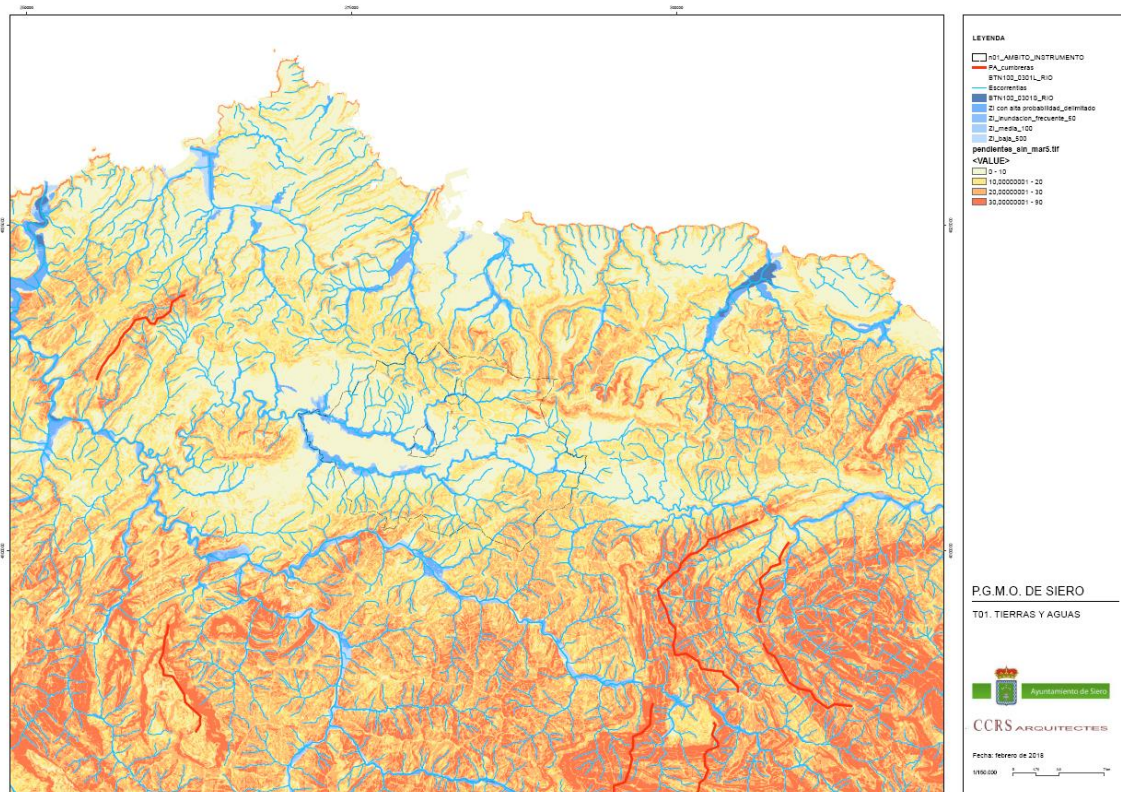 LEYENDA
n01_AMBITO_INSTRUMENTO
PA_cumbreras
BTN100_0301L_RIO
Escorrentias
BTN100_0301S_RIO
ZI con alta probabilidad_delimitado
ZI_inundacion_frecuente_50
ZI_media_100
ZI_baja_500
pendientes_sin_mar5.tif
<VALUE>
0 - 10
10,00000001 - 20
20,00000001 - 30
30,00000001 - 90
P.G.M.O. DE SIERO
T01. TIERRAS Y AGUAS
Ayuntamiento de Siero
CCRS ARQUITECTES
Fecha: febrero de 2018
1/150.000